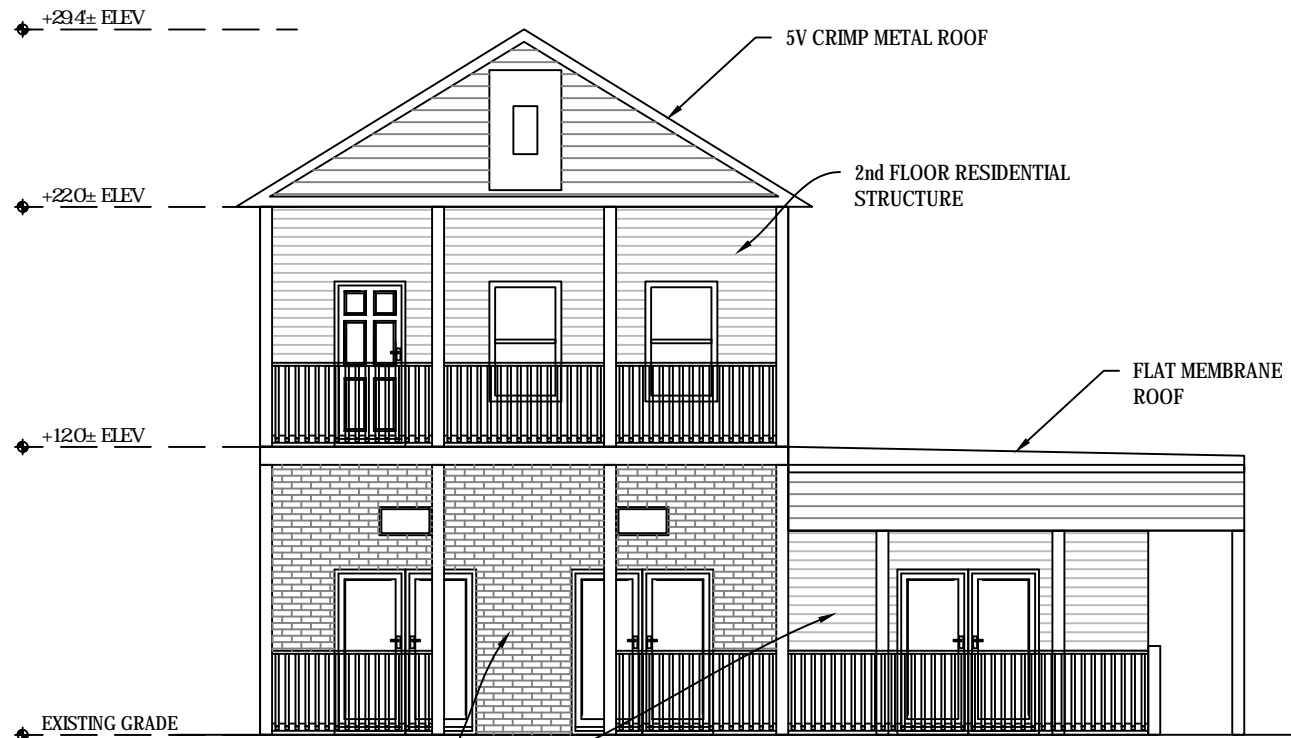 +29.4'± ELEV
5V CRIMP METAL ROOF
2nd FLOOR RESIDENTIAL
STRUCTURE
+22.0'± ELEV
FLAT MEMBRANE
ROOF
+12.0'± ELEV
EXISTING GRADE